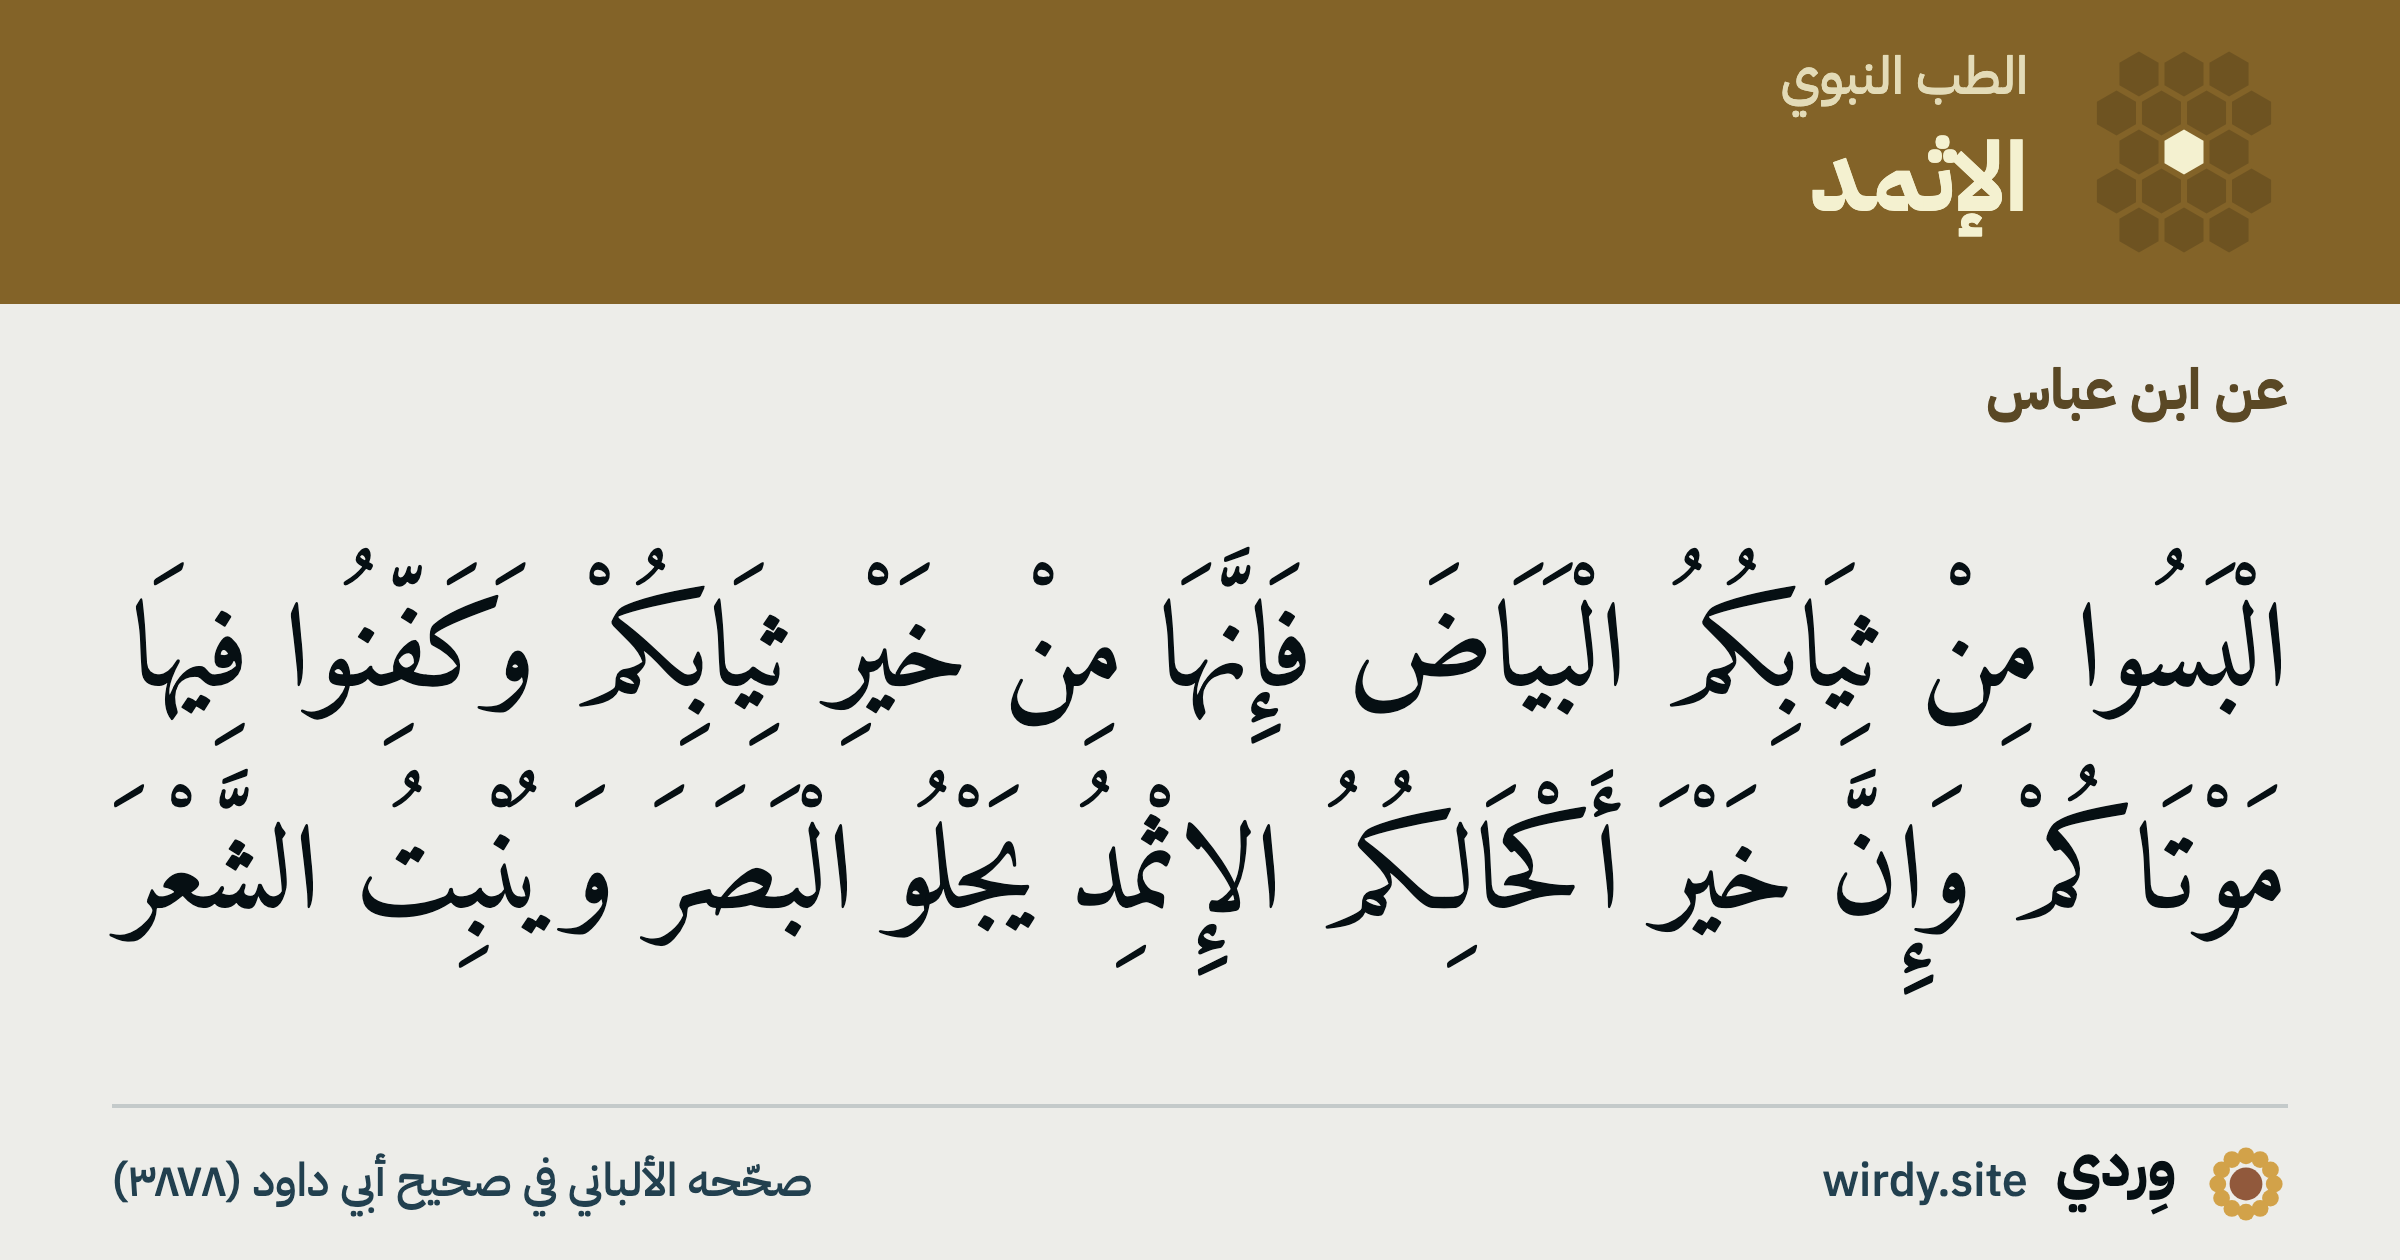 الطب النبوي
الإثمد
عن ابن عباس
الْبَسُوا مِنْ ثِيَابِكُمُ الْبَيَاضَ فَإِنَّهَا مِنْ خَيْرِ ثِيَابِكُمْ وَكَفِّنُوا فِيهَا
مَوْتَاكُمْ وَإِنَّ خَيْرَ أَكْحَالِكُمُ الإِثْمِدُ يَجْلُو الْبَصَرَ وَيُنْبِتُ الشَّعْرَ
وِردي wirdy.site
صحّحه الألباني في صحيح أبي داود (٣٨٧٨)